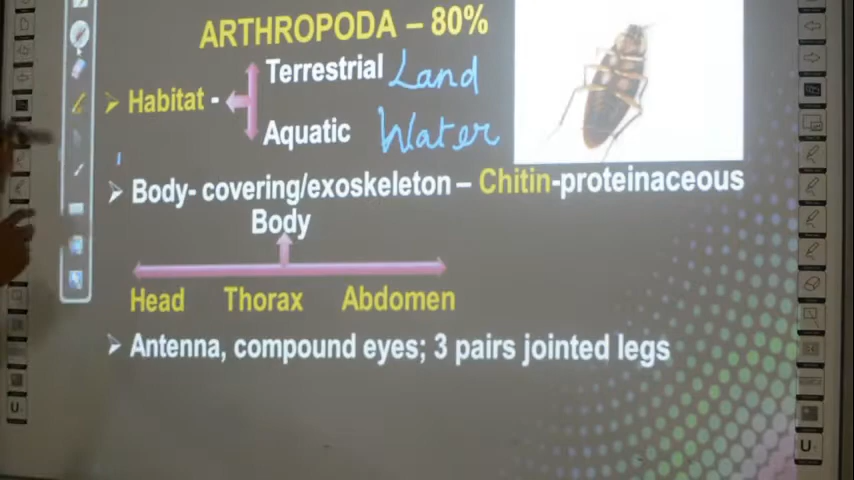 ARTHROPODA – 80%
Terrestrial Land
➢ Habitat -
Aquatic Water
➢ Body- covering/exoskeleton – Chitin-proteinaceous
Body
Head Thorax Abdomen
➢ Antenna, compound eyes; 3 pairs jointed legs